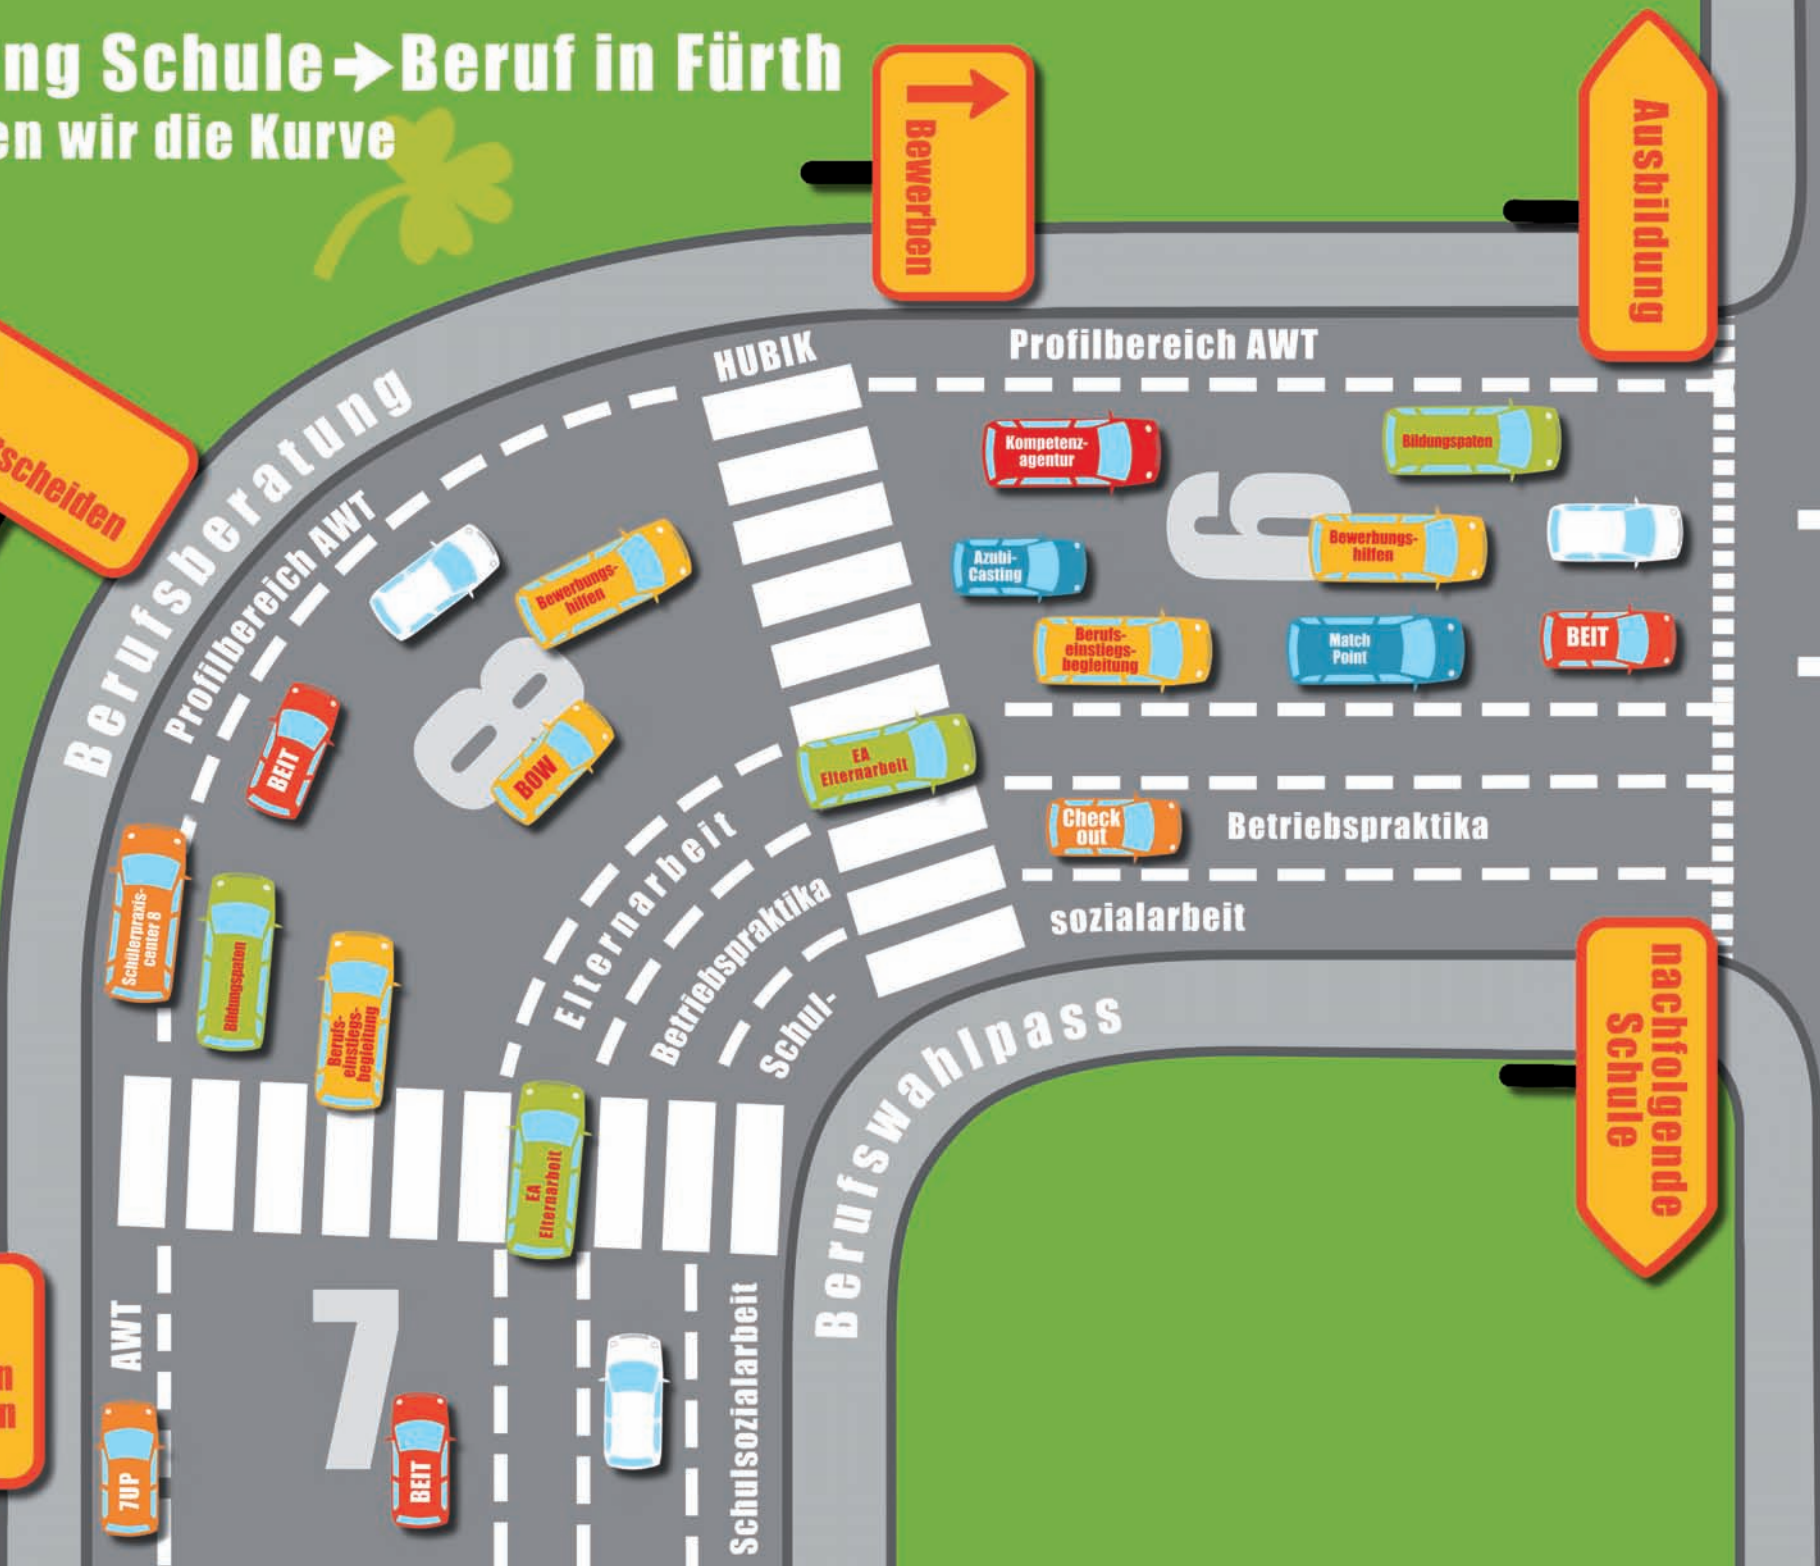 ng Schule➔Beruf in Fürth
en wir die Kurve
Bewerben
Ausbildung
scheiden
Berufsberatung
Profilbereich AWT
HUBIK
Profilbereich AWT
Kompetenz-
agentur
Bildungspaten
9
Azubi-
Casting
Bewerbungs-
hilfen
Berufs-
einstiegs-
begleitung
Match
Point
BEIT
Bewerbungs-
hilfen
8
BEIT
BOW
EA
Elternarbeit
Check
out
Betriebspraktika
sozialarbeit
Schülerpraxis-
center 8
Bildungspaten
Berufs-
einstiegs-
begleitung
Elternarbeit
Betriebspraktika
Schul-
Berufswahlpass
nachfolgende
Schule
EA
Elternarbeit
AWT
7
7UP
BEIT
Schulsozialarbeit
n
n